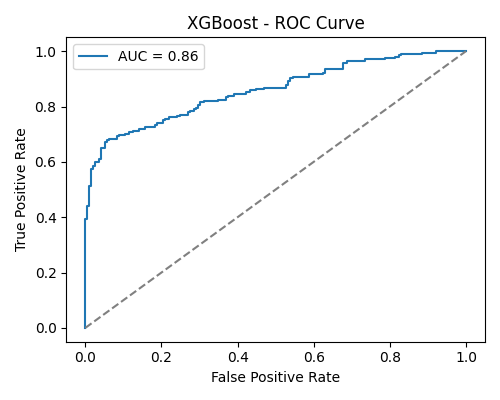 XGBoost - ROC Curve
AUC = 0.86
1.0
0.8
0.6
0.4
0.2
0.0
True Positive Rate
0.0 0.2 0.4 0.6 0.8 1.0
False Positive Rate